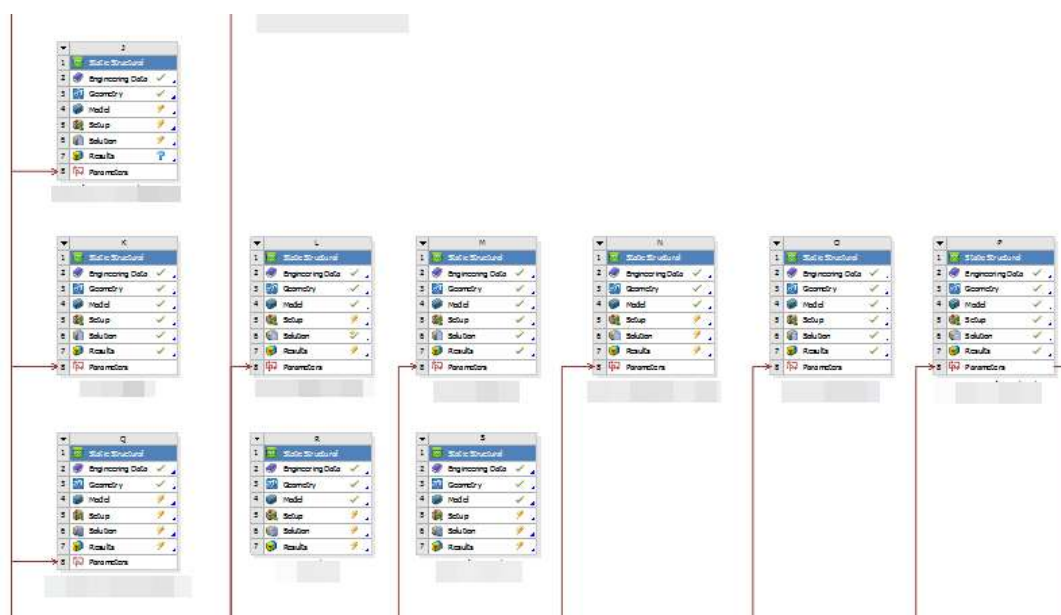 J
1 Static Structural
2 Engineering Data
3 Geometry
4 Model
5 Setup
6 Solution
7 Results ?
8 Parameters
K
1 Static Structural
2 Engineering Data
3 Geometry
4 Model
5 Setup
6 Solution
7 Results
8 Parameters
L
1 Static Structural
2 Engineering Data
3 Geometry
4 Model
5 Setup
6 Solution
7 Results
8 Parameters
M
1 Static Structural
2 Engineering Data
3 Geometry
4 Model
5 Setup
6 Solution
7 Results
8 Parameters
N
1 Static Structural
2 Engineering Data
3 Geometry
4 Model
5 Setup
6 Solution
7 Results
8 Parameters
O
1 Static Structural
2 Engineering Data
3 Geometry
4 Model
5 Setup
6 Solution
7 Results
8 Parameters
P
1 Static Structural
2 Engineering Data
3 Geometry
4 Model
5 Setup
6 Solution
7 Results
8 Parameters
Q
1 Static Structural
2 Engineering Data
3 Geometry
4 Model
5 Setup
6 Solution
7 Results
8 Parameters
R
1 Static Structural
2 Engineering Data
3 Geometry
4 Model
5 Setup
6 Solution
7 Results
S
1 Static Structural
2 Engineering Data
3 Geometry
4 Model
5 Setup
6 Solution
7 Results